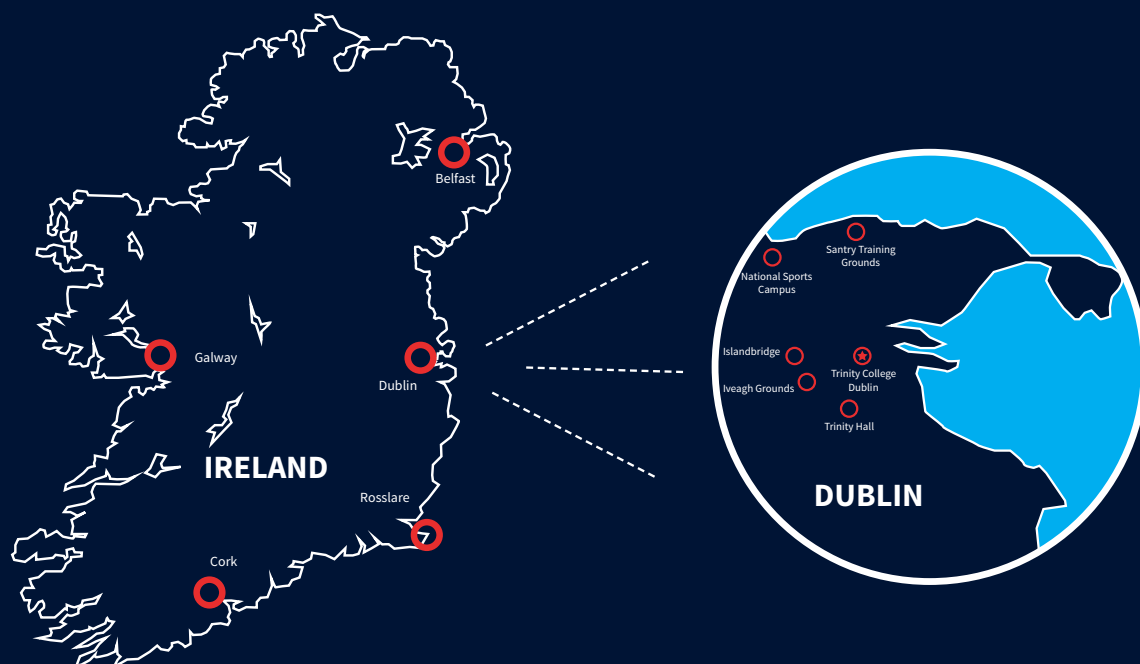 Belfast
Galway
Dublin
IRELAND
Rosslare
Cork
Santry Training
Grounds
National Sports
Campus
Islandbridge
Trinity College
Dublin
Iveagh Grounds
Trinity Hall
DUBLIN